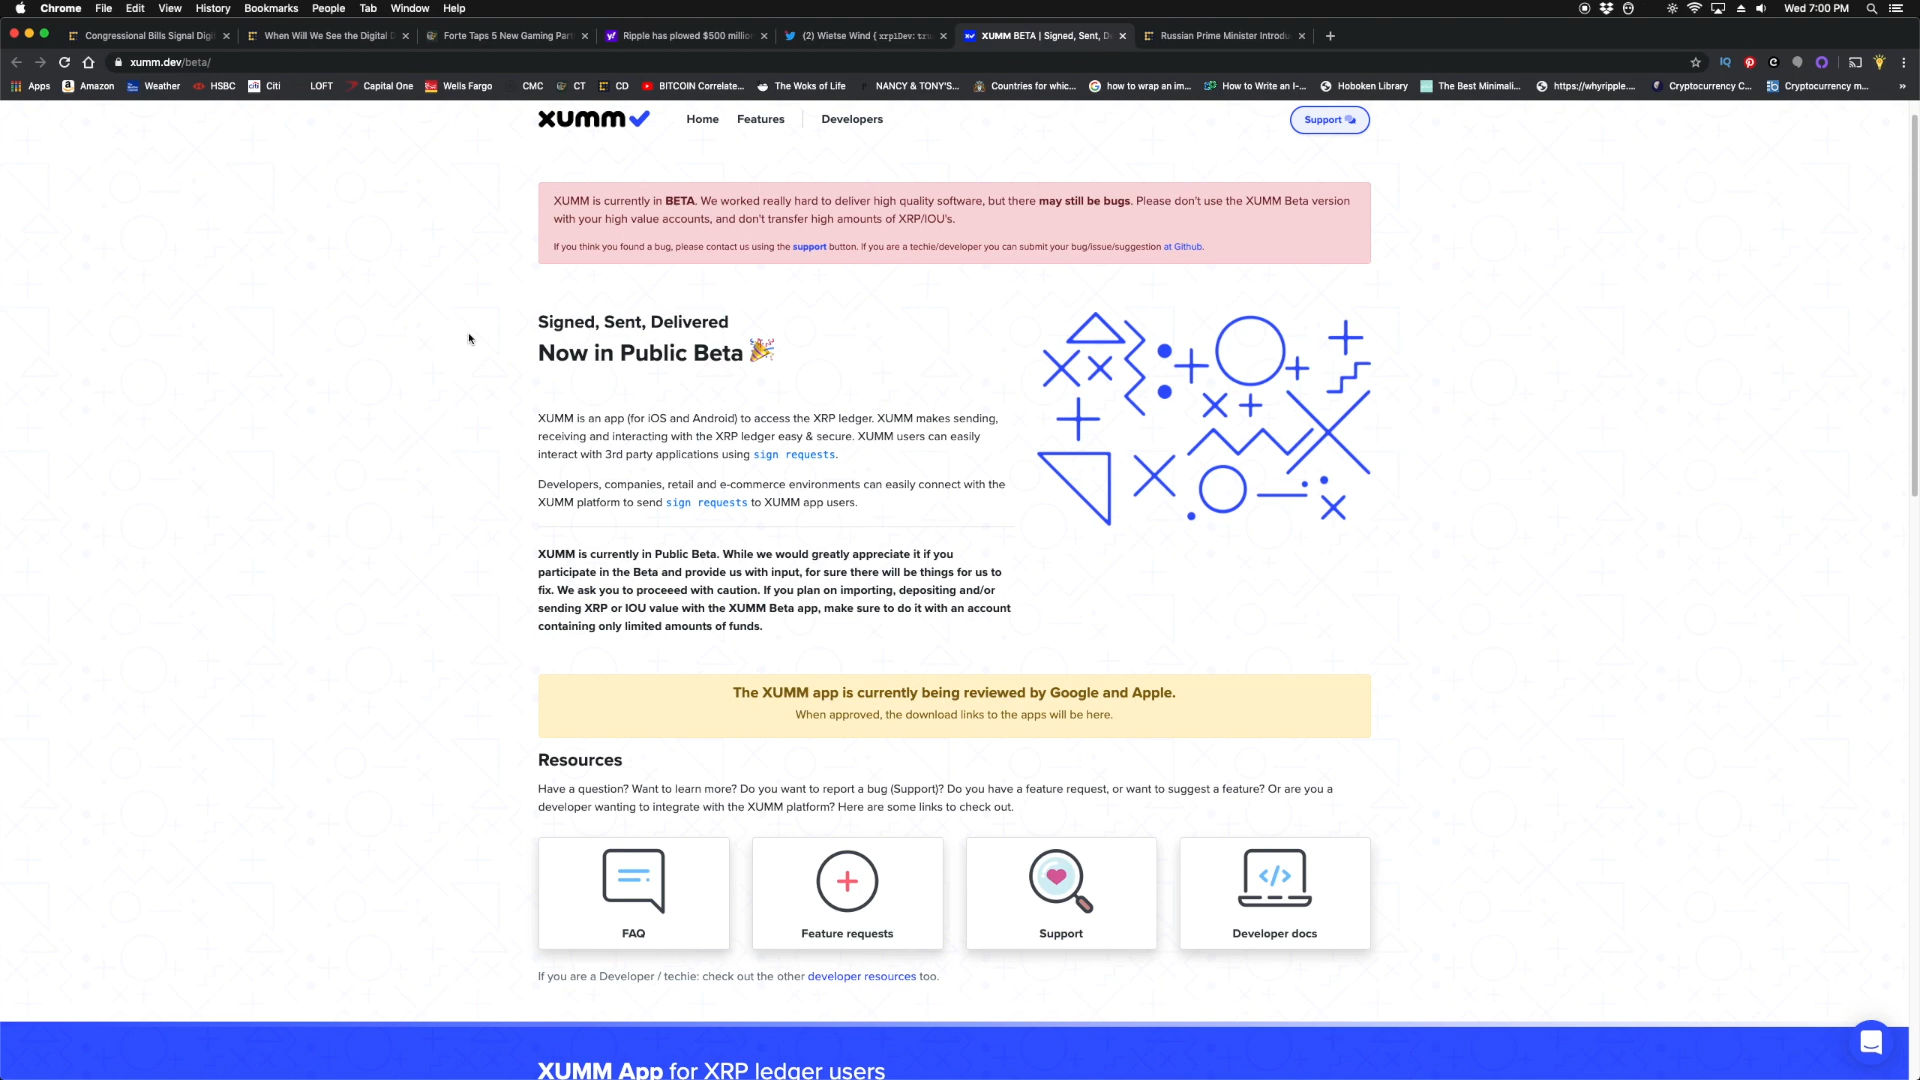 Chrome File Edit View History Bookmarks People Tab Window Help
Wed 7:00 PM
Congressional Bills Signal Digi
When Will We See the Digital D
Forte Taps 5 New Gaming Part
Ripple has plowed $500 million
(2) Wietse Wind { xrplDev: tru
XUMM BETA | Signed, Sent, De
Russian Prime Minister Introdu
xumm.dev/beta/
Apps Amazon Weather HSBC Citi LOFT Capital One Wells Fargo CMC CT CD BITCOIN Correlate... The Woks of Life NANCY & TONY'S... Countries for whic... how to wrap an im... How to Write an I-... Hoboken Library The Best Minimali... https://whyripple.... Cryptocurrency C... Cryptocurrency m... »
xumm
Home Features Developers
Support
XUMM is currently in BETA. We worked really hard to deliver high quality software, but there may still be bugs. Please don't use the XUMM Beta version
with your high value accounts, and don't transfer high amounts of XRP/IOU's.
If you think you found a bug, please contact us using the support button. If you are a techie/developer you can submit your bug/issue/suggestion at Github.
Signed, Sent, Delivered
Now in Public Beta
XUMM is an app (for iOS and Android) to access the XRP ledger. XUMM makes sending,
receiving and interacting with the XRP ledger easy & secure. XUMM users can easily
interact with 3rd party applications using sign requests.
Developers, companies, retail and e-commerce environments can easily connect with the
XUMM platform to send sign requests to XUMM app users.
XUMM is currently in Public Beta. While we would greatly appreciate it if you
participate in the Beta and provide us with input, for sure there will be things for us to
fix. We ask you to proceeed with caution. If you plan on importing, depositing and/or
sending XRP or IOU value with the XUMM Beta app, make sure to do it with an account
containing only limited amounts of funds.
The XUMM app is currently being reviewed by Google and Apple.
When approved, the download links to the apps will be here.
Resources
Have a question? Want to learn more? Do you want to report a bug (Support)? Do you have a feature request, or want to suggest a feature? Or are you a
developer wanting to integrate with the XUMM platform? Here are some links to check out.
FAQ
Feature requests
Support
Developer docs
If you are a Developer / techie: check out the other developer resources too.
XUMM App for XRP ledger users